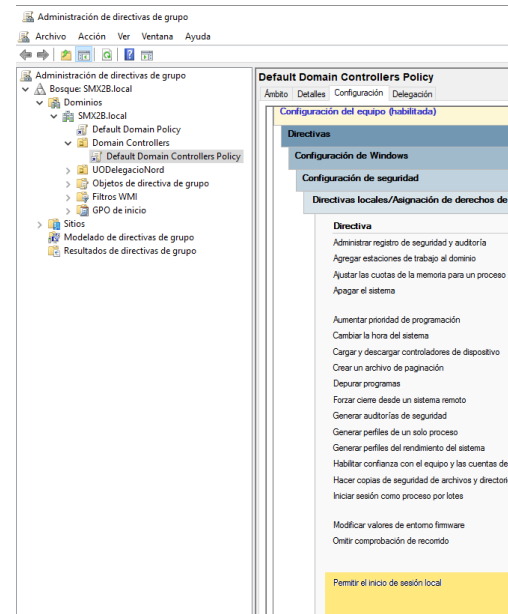 Administración de directivas de grupo
Archivo Acción Ver Ventana Ayuda
Administración de directivas de grupo
Bosque: SMX2B.local
Dominios
SMX2B.local
Default Domain Policy
Domain Controllers
Default Domain Controllers Policy
UODelegacioNord
Objetos de directiva de grupo
Filtros WMI
GPO de inicio
Sitios
Modelado de directivas de grupo
Resultados de directivas de grupo
Default Domain Controllers Policy
Ámbito Detalles Configuración Delegación
Configuración del equipo (habilitada)
Directivas
Configuración de Windows
Configuración de seguridad
Directivas locales/Asignación de derechos de
Directiva
Administrar registro de seguridad y auditoría
Agregar estaciones de trabajo al dominio
Ajustar las cuotas de la memoria para un proceso
Apagar el sistema
Aumentar prioridad de programación
Cambiar la hora del sistema
Cargar y descargar controladores de dispositivo
Crear un archivo de paginación
Depurar programas
Forzar cierre desde un sistema remoto
Generar auditorías de seguridad
Generar perfiles de un solo proceso
Generar perfiles del rendimiento del sistema
Habilitar confianza con el equipo y las cuentas de
Hacer copias de seguridad de archivos y directori
Iniciar sesión como proceso por lotes
Modificar valores de entorno firmware
Omitir comprobación de recorrido
Permitir el inicio de sesión local